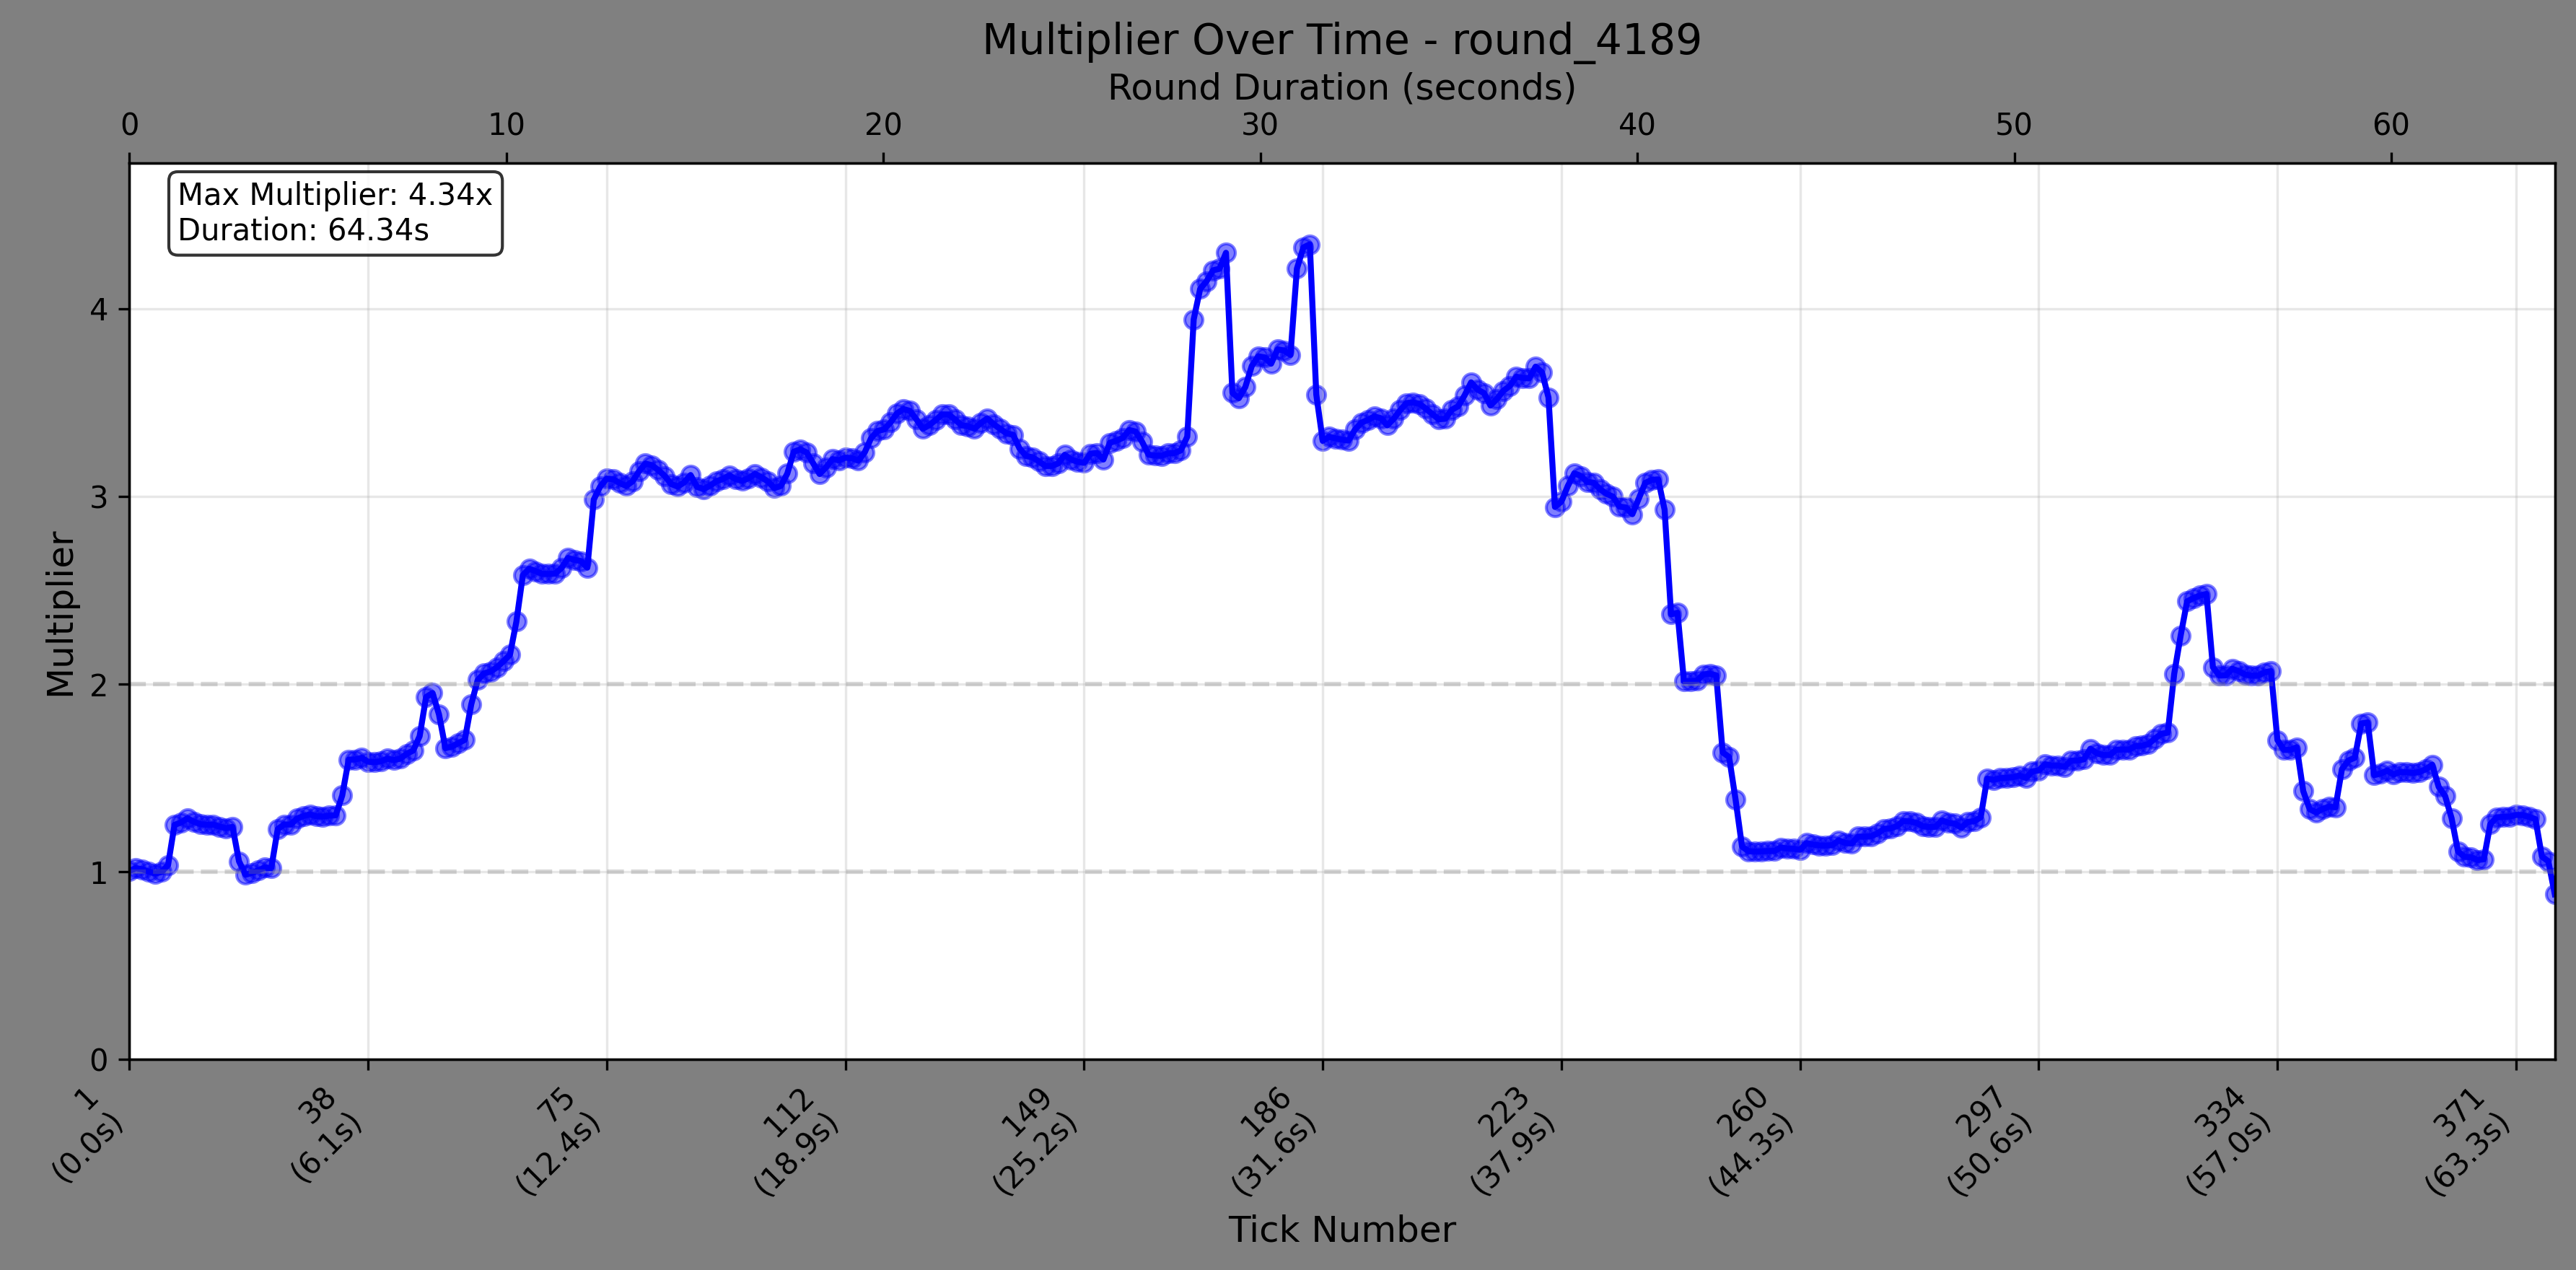 Multiplier Over Time - round_4189
Round Duration (seconds)
0 10 20 30 40 50 60
Max Multiplier: 4.34x
Duration: 64.34s
4
3
2
1
0
Multiplier
1
(0.0s)
38
(6.1s)
75
(12.4s)
112
(18.9s)
149
(25.2s)
186
(31.6s)
223
(37.9s)
260
(44.3s)
297
(50.6s)
334
(57.0s)
371
(63.3s)
Tick Number